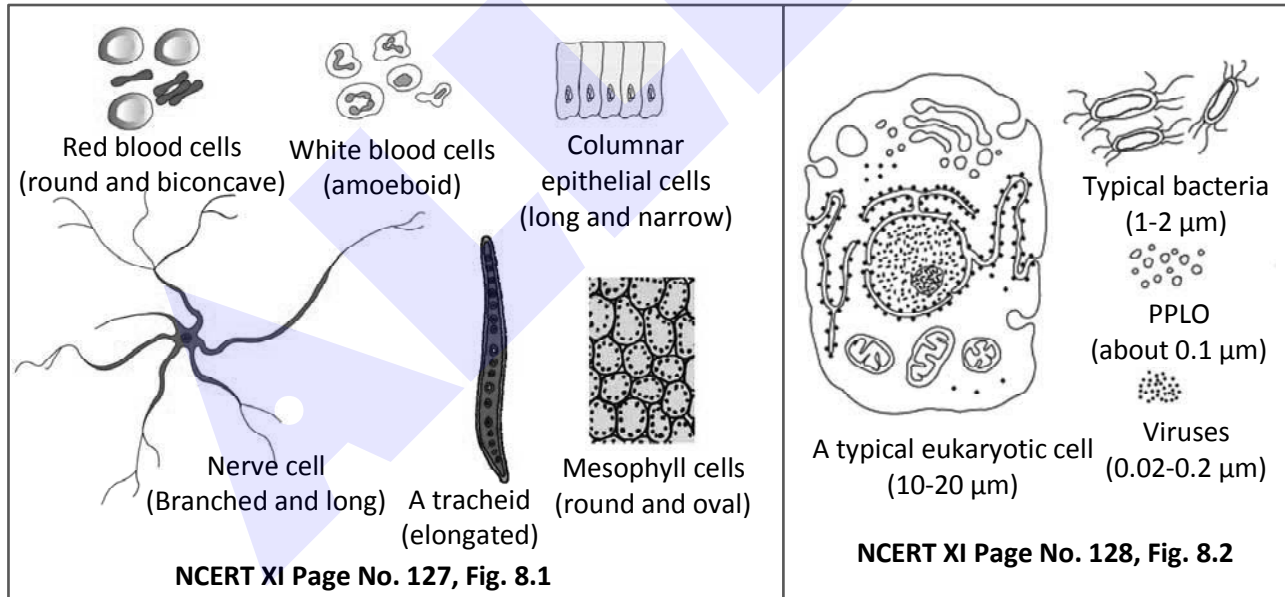 Red blood cells
(round and biconcave)
White blood cells
(amoeboid)
Columnar
epithelial cells
(long and narrow)
Nerve cell
(Branched and long)
A tracheid
(elongated)
Mesophyll cells
(round and oval)
NCERT XI Page No. 127, Fig. 8.1
Typical bacteria
(1-2 µm)
PPLO
(about 0.1 µm)
Viruses
(0.02-0.2 µm)
A typical eukaryotic cell
(10-20 µm)
NCERT XI Page No. 128, Fig. 8.2